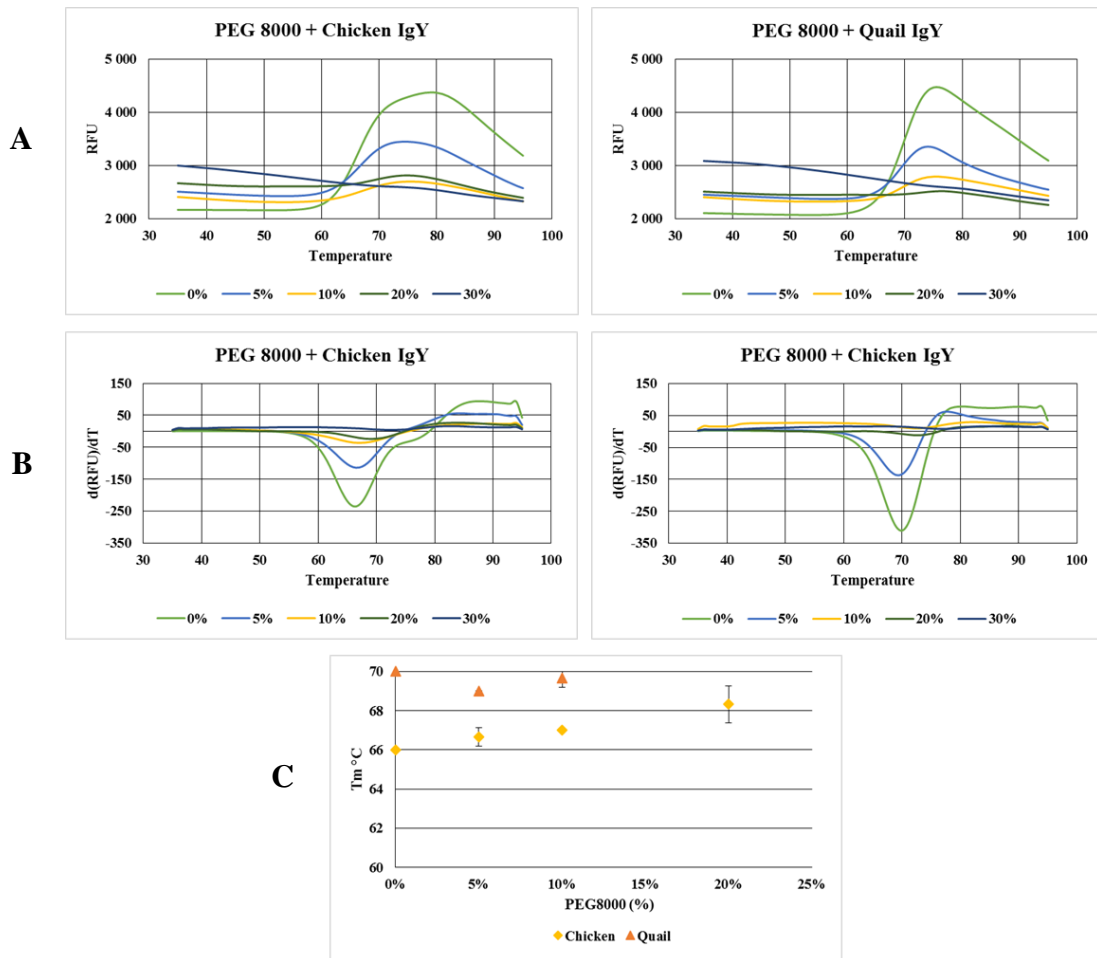 PEG 8000 + Chicken IgY
5 000
4 000
3 000
2 000
RFU
30 40 50 60 70 80 90 100
Temperature
0% 5% 10% 20% 30%
PEG 8000 + Quail IgY
5 000
4 000
3 000
2 000
RFU
30 40 50 60 70 80 90 100
Temperature
0% 5% 10% 20% 30%
A
PEG 8000 + Chicken IgY
150
50
-50
-150
-250
-350
d(RFU)/dT
30 40 50 60 70 80 90 100
Temperature
0% 5% 10% 20% 30%
PEG 8000 + Chicken IgY
150
50
-50
-150
-250
-350
d(RFU)/dT
30 40 50 60 70 80 90 100
Temperature
0% 5% 10% 20% 30%
B
70
68
66
64
62
60
Tm °C
0% 5% 10% 15% 20% 25%
PEG8000 (%)
Chicken Quail
C